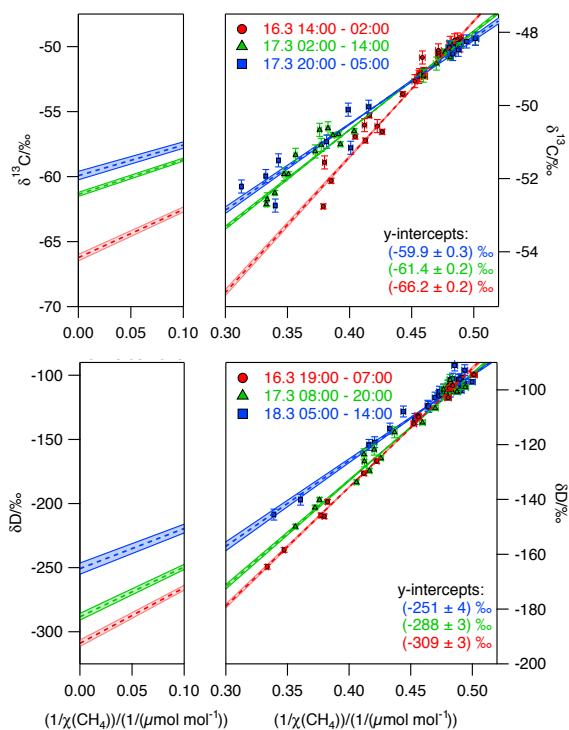 -50
-55
-60
-65
-70
δ¹³C/‰
0.00
0.10
16.3 14:00 - 02:00
17.3 02:00 - 14:00
17.3 20:00 - 05:00
y-intercepts:
(-59.9 ± 0.3) ‰
(-61.4 ± 0.2) ‰
(-66.2 ± 0.2) ‰
0.30
0.35
0.40
0.45
0.50
-48
-50
-52
-54
δ¹³C/‰
-100
-150
-200
-250
-300
δD/‰
0.00
0.10
(1/χ(CH₄))/(1/(μmol mol⁻¹))
16.3 19:00 - 07:00
17.3 08:00 - 20:00
18.3 05:00 - 14:00
y-intercepts:
(-251 ± 4) ‰
(-288 ± 3) ‰
(-309 ± 3) ‰
0.30
0.35
0.40
0.45
0.50
(1/χ(CH₄))/(1/(μmol mol⁻¹))
-100
-120
-140
-160
-180
-200
δD/‰